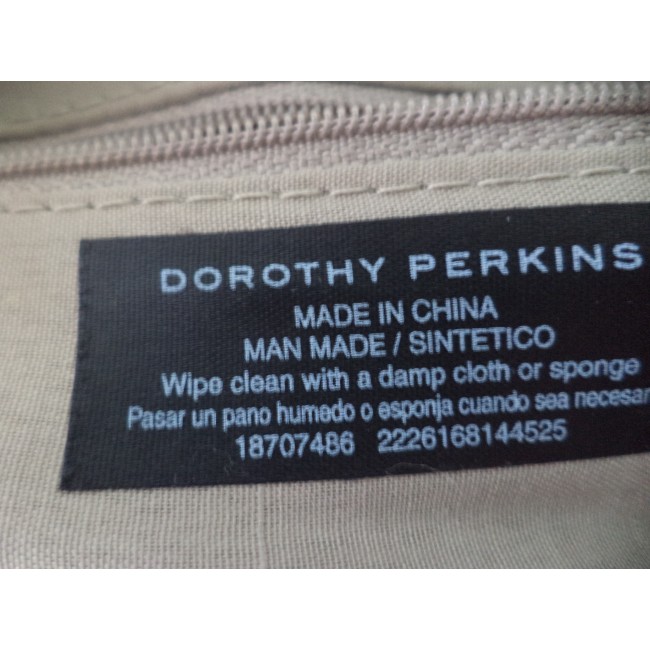 DOROTHY PERKINS
MADE IN CHINA
MAN MADE / SINTETICO
Wipe clean with a damp cloth or sponge
Pasar un pano humedo o esponja cuando sea necesar
18707486 2226168144525